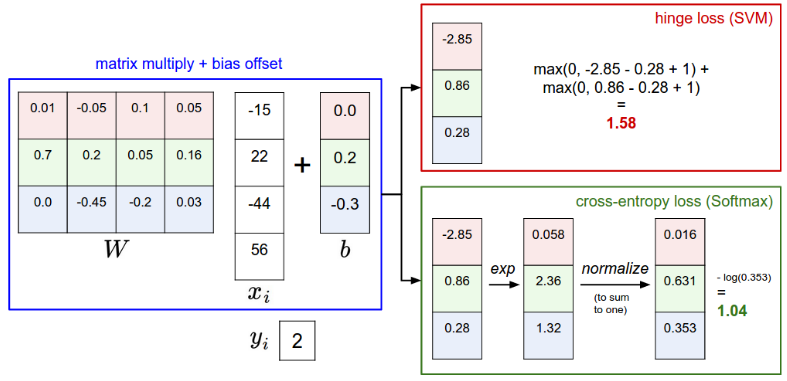 matrix multiply + bias offset
0.01 -0.05 0.1 0.05
0.7 0.2 0.05 0.16
0.0 -0.45 -0.2 0.03
W
-15
22
-44
56
x_i
+
0.0
0.2
-0.3
b
y_i 2
hinge loss (SVM)
-2.85
0.86
0.28
max(0, -2.85 - 0.28 + 1) +
max(0, 0.86 - 0.28 + 1)
=
1.58
cross-entropy loss (Softmax)
-2.85
0.86
0.28
exp
0.058
2.36
1.32
normalize
(to sum
to one)
0.016
0.631
0.353
- log(0.353)
=
1.04